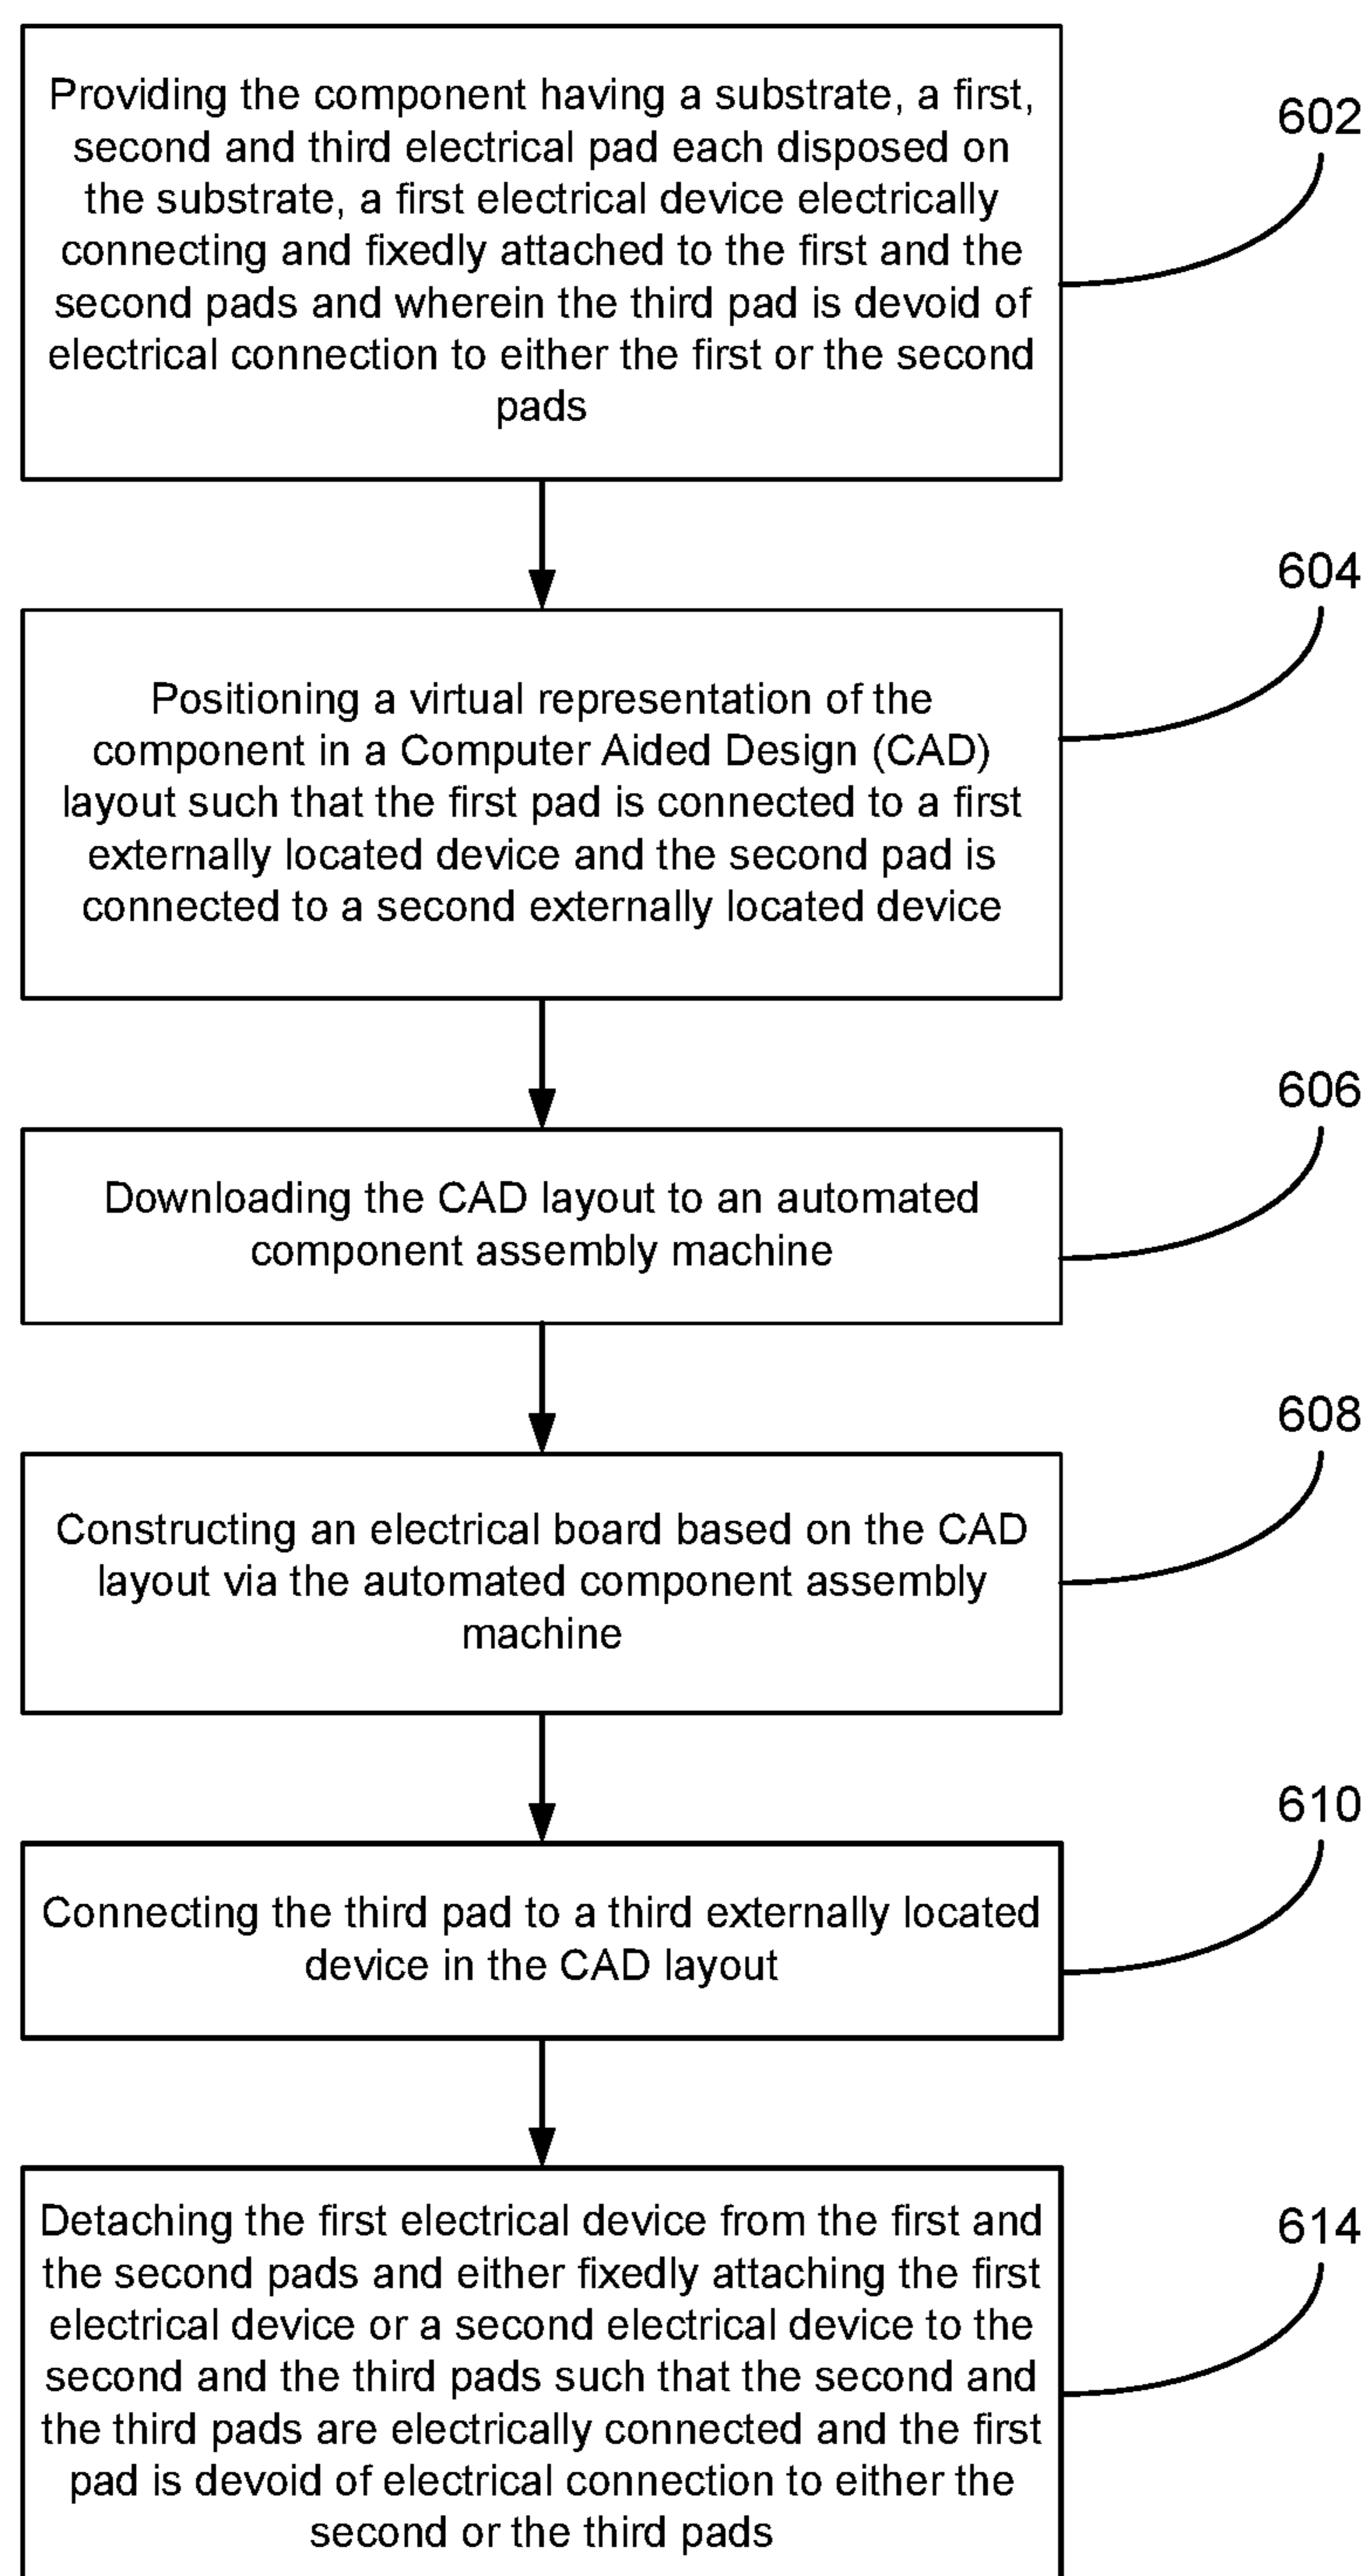 Providing the component having a substrate, a first,
second and third electrical pad each disposed on
the substrate, a first electrical device electrically
connecting and fixedly attached to the first and the
second pads and wherein the third pad is devoid of
electrical connection to either the first or the second
pads
602
Positioning a virtual representation of the
component in a Computer Aided Design (CAD)
layout such that the first pad is connected to a first
externally located device and the second pad is
connected to a second externally located device
604
Downloading the CAD layout to an automated
component assembly machine
606
Constructing an electrical board based on the CAD
layout via the automated component assembly
machine
608
Connecting the third pad to a third externally located
device in the CAD layout
610
Detaching the first electrical device from the first and
the second pads and either fixedly attaching the first
electrical device or a second electrical device to the
second and the third pads such that the second and
the third pads are electrically connected and the first
pad is devoid of electrical connection to either the
second or the third pads
614